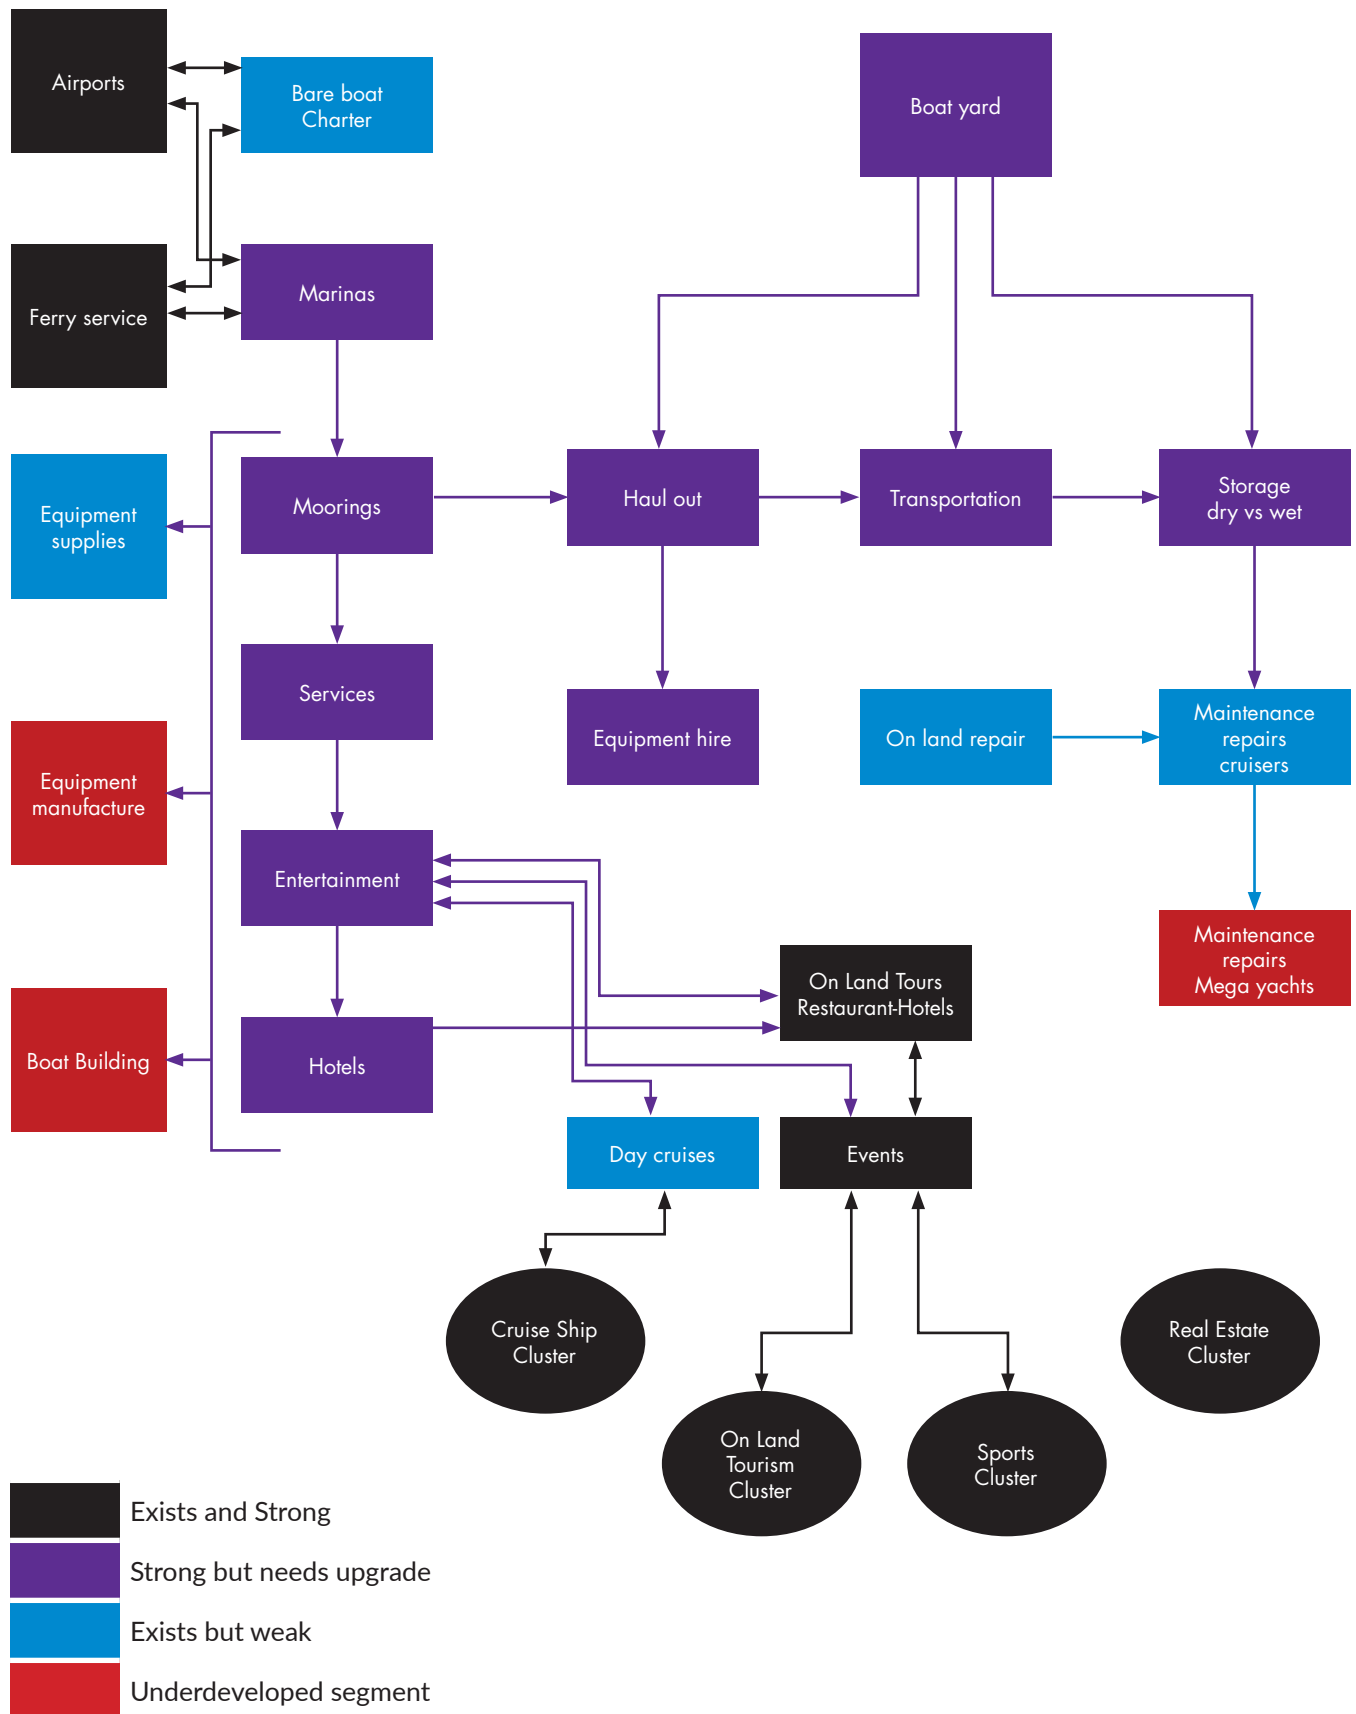 Airports
Bare boat
Charter
Boat yard
Ferry service
Marinas
Equipment
supplies
Moorings
Haul out
Transportation
Storage
dry vs wet
Services
Equipment hire
On land repair
Maintenance
repairs
cruisers
Equipment
manufacture
Entertainment
Maintenance
repairs
Mega yachts
On Land Tours
Restaurant-Hotels
Boat Building
Hotels
Day cruises
Events
Cruise Ship
Cluster
Real Estate
Cluster
On Land
Tourism
Cluster
Sports
Cluster
Exists and Strong
Strong but needs upgrade
Exists but weak
Underdeveloped segment